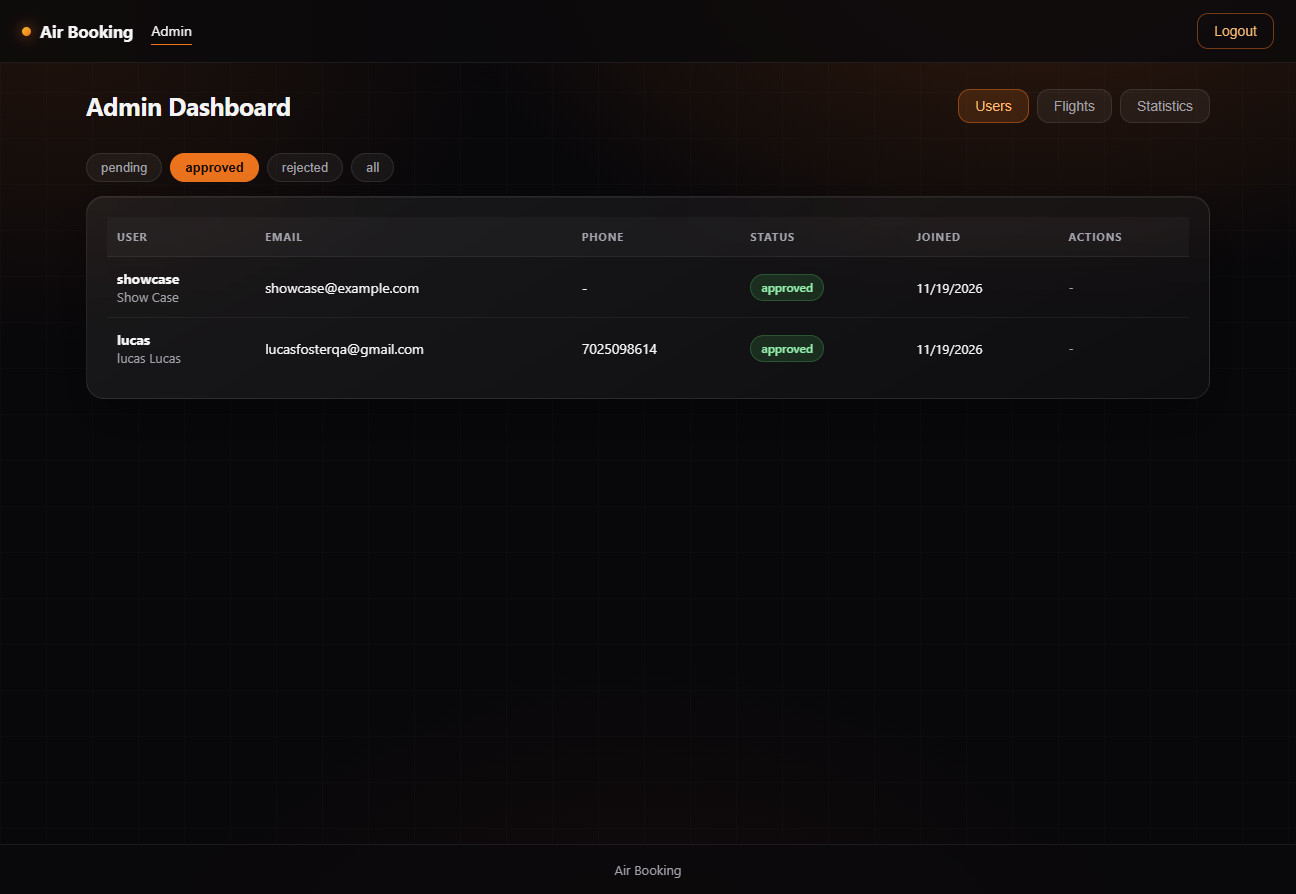 Air Booking Admin Logout
Admin Dashboard Users Flights Statistics
pending approved rejected all
USER EMAIL PHONE STATUS JOINED ACTIONS
showcase
Show Case showcase@example.com - approved 11/19/2026 -
lucas
lucas Lucas lucasfosterqa@gmail.com 7025098614 approved 11/19/2026 -
Air Booking